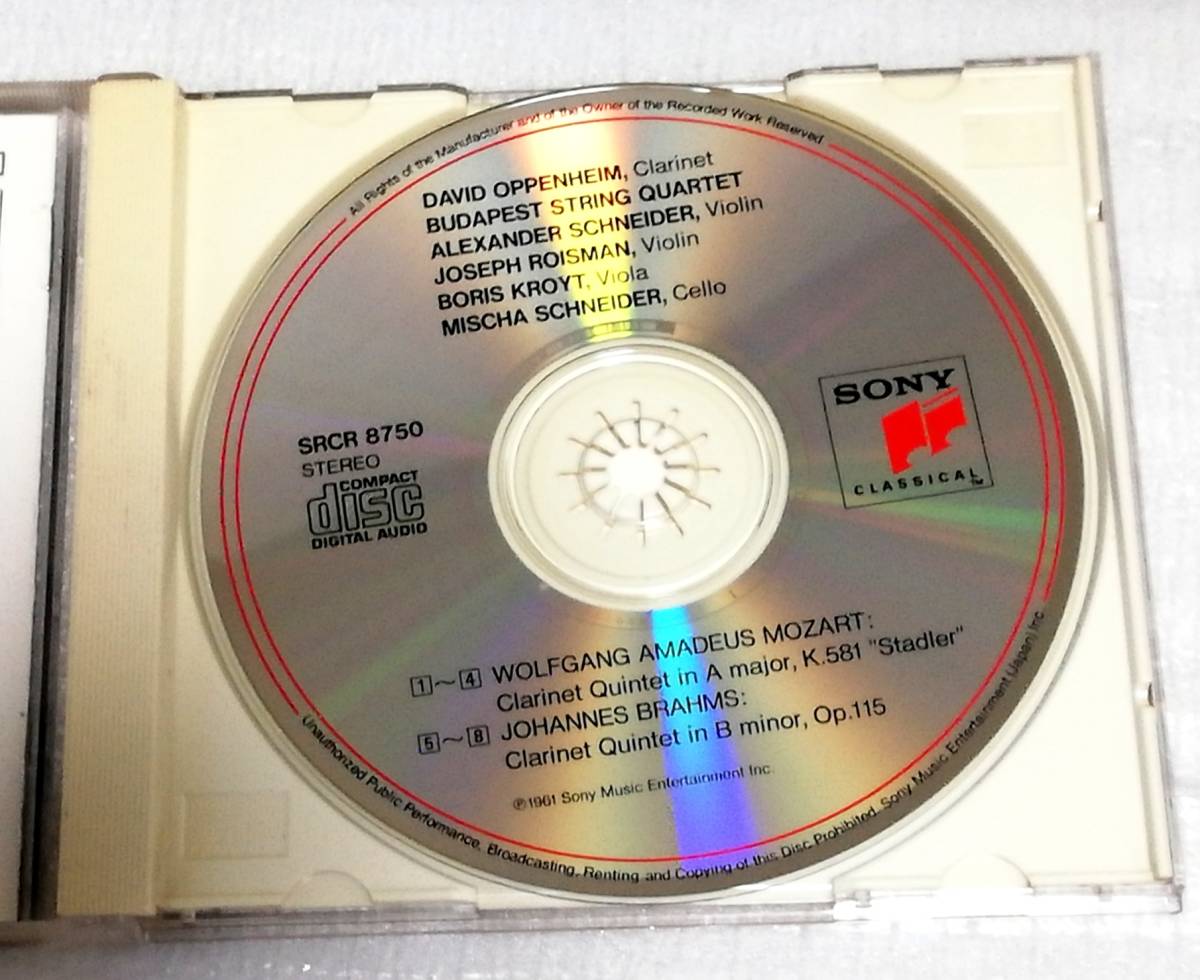 All Rights of the Manufacturer and of the Owner of the Recorded Work Reserved
DAVID OPPENHEIM, Clarinet
BUDAPEST STRING QUARTET
ALEXANDER SCHNEIDER, Violin
JOSEPH ROISMAN, Violin
BORIS KROYT, Viola
MISCHA SCHNEIDER, Cello
SRCR 8750
STEREO
COMPACT
disc
DIGITAL AUDIO
SONY
CLASSICAL™
1~4 WOLFGANG AMADEUS MOZART:
Clarinet Quintet in A major, K.581 "Stadler"
5~8 JOHANNES BRAHMS:
Clarinet Quintet in B minor, Op.115
℗1961 Sony Music Entertainment Inc.
Unauthorized Public Performance, Broadcasting, Renting and Copying of this Disc Prohibited. Sony Music Entertainment (Japan) Inc.